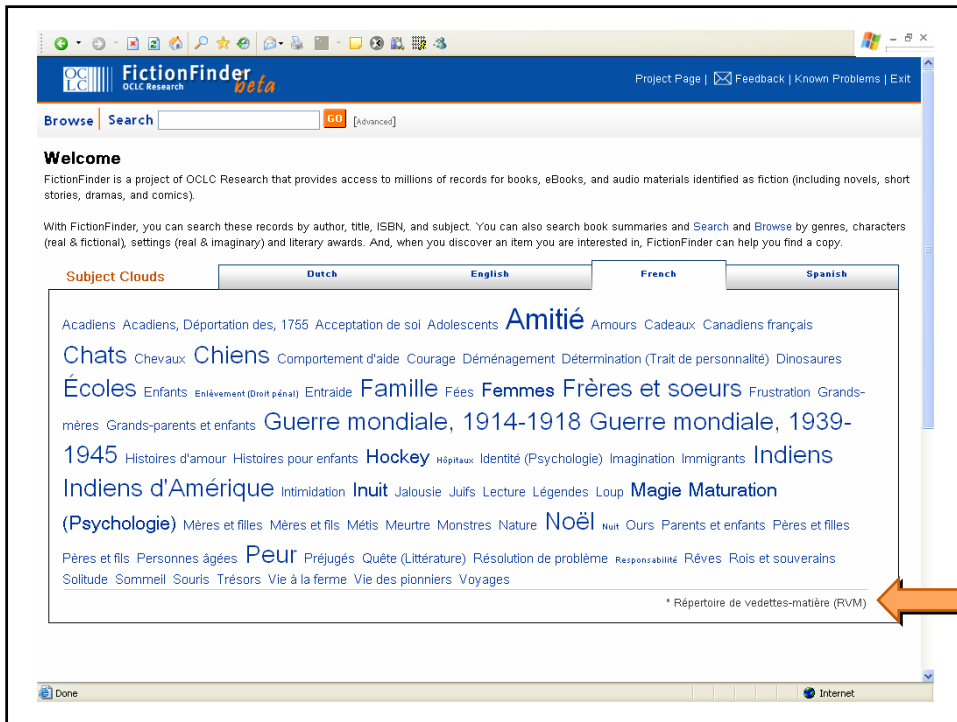 OCLC FictionFinder beta
OCLC Research
Project Page | Feedback | Known Problems | Exit
Browse Search GO [Advanced]
Welcome
FictionFinder is a project of OCLC Research that provides access to millions of records for books, eBooks, and audio materials identified as fiction (including novels, short
stories, dramas, and comics).
With FictionFinder, you can search these records by author, title, ISBN, and subject. You can also search book summaries and Search and Browse by genres, characters
(real & fictional), settings (real & imaginary) and literary awards. And, when you discover an item you are interested in, FictionFinder can help you find a copy.
Subject Clouds Dutch English French Spanish
Acadiens Acadiens, Déportation des, 1755 Acceptation de soi Adolescents Amitié Amours Cadeaux Canadiens français
Chats Chevaux Chiens Comportement d'aide Courage Déménagement Détermination (Trait de personnalité) Dinosaures
Écoles Enfants Enlèvement (Droit pénal) Entraide Famille Fées Femmes Frères et soeurs Frustration Grands-
mères Grands-parents et enfants Guerre mondiale, 1914-1918 Guerre mondiale, 1939-
1945 Histoires d'amour Histoires pour enfants Hockey Hôpitaux Identité (Psychologie) Imagination Immigrants Indiens
Indiens d'Amérique Intimidation Inuit Jalousie Juifs Lecture Légendes Loup Magie Maturation
(Psychologie) Mères et filles Mères et fils Métis Meurtre Monstres Nature Noël Nuit Ours Parents et enfants Pères et filles
Pères et fils Personnes âgées Peur Préjugés Quête (Littérature) Résolution de problème Responsabilité Rêves Rois et souverains
Solitude Sommeil Souris Trésors Vie à la ferme Vie des pionniers Voyages
* Répertoire de vedettes-matière (RVM)
Done Internet